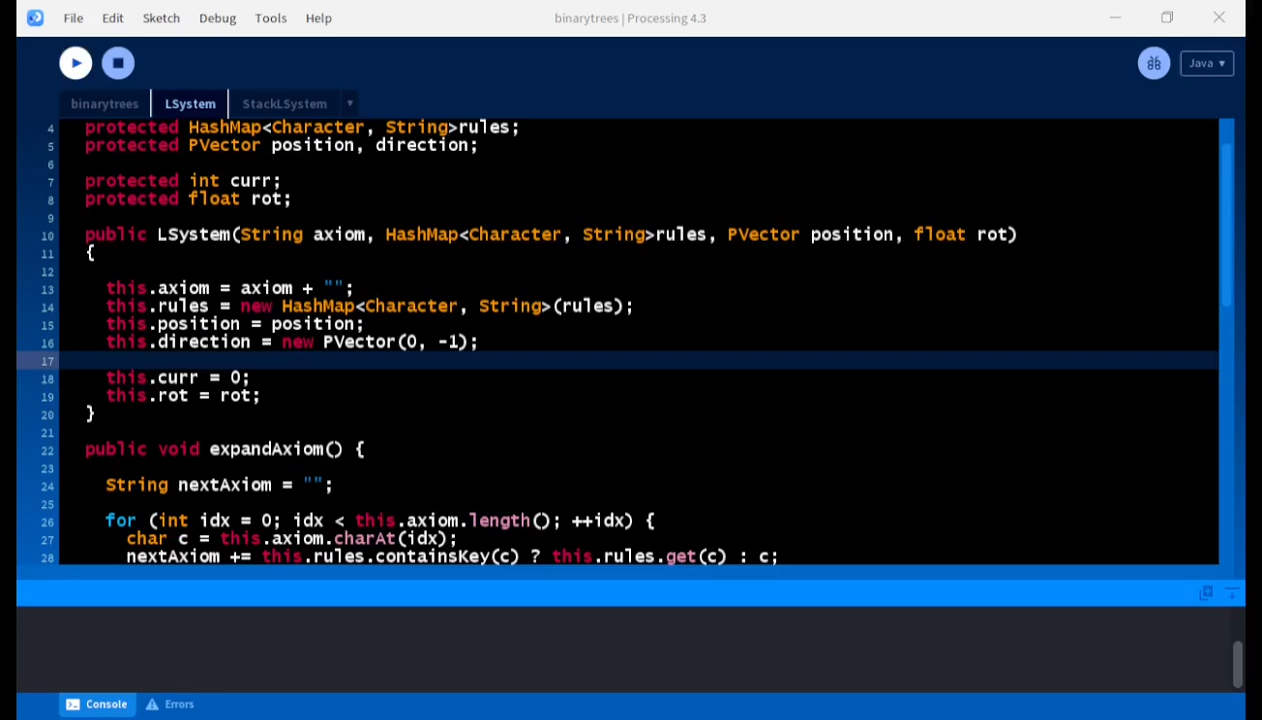 File Edit Sketch Debug Tools Help binarytrees | Processing 4.3
Java ▾
binarytrees LSystem StackLSystem ▾
4 protected HashMap<Character, String>rules;
5 protected PVector position, direction;
6
7 protected int curr;
8 protected float rot;
9
10 public LSystem(String axiom, HashMap<Character, String>rules, PVector position, float rot)
11 {
12
13 this.axiom = axiom + "";
14 this.rules = new HashMap<Character, String>(rules);
15 this.position = position;
16 this.direction = new PVector(0, -1);
17
18 this.curr = 0;
19 this.rot = rot;
20 }
21
22 public void expandAxiom() {
23
24 String nextAxiom = "";
25
26 for (int idx = 0; idx < this.axiom.length(); ++idx) {
27 char c = this.axiom.charAt(idx);
28 nextAxiom += this.rules.containsKey(c) ? this.rules.get(c) : c;
Console Errors